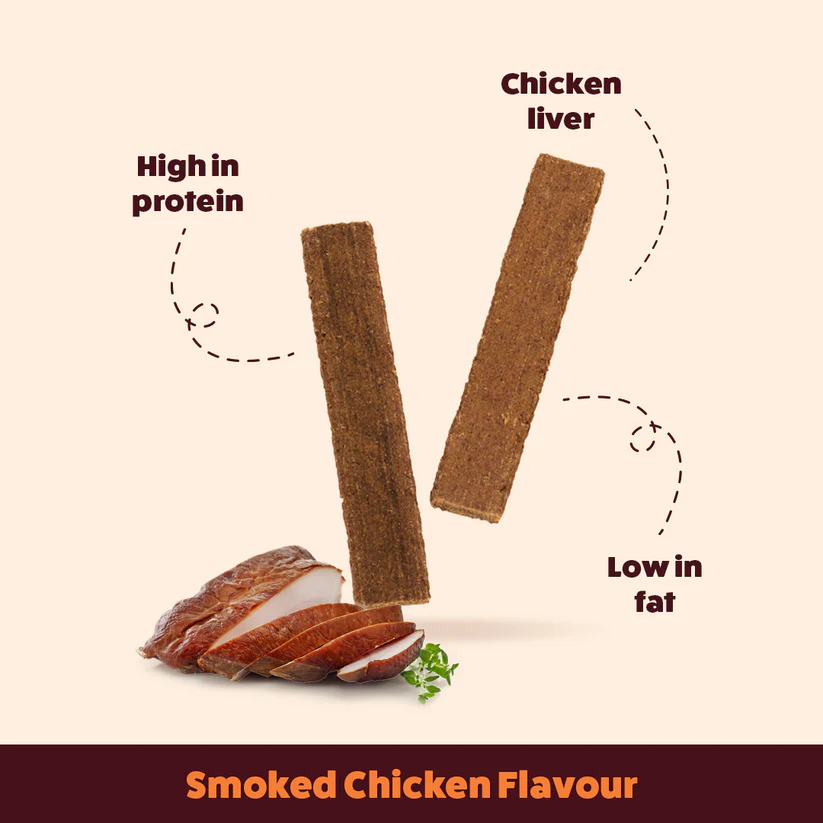 Chicken
liver
High in
protein
Low in
fat
Smoked Chicken Flavour